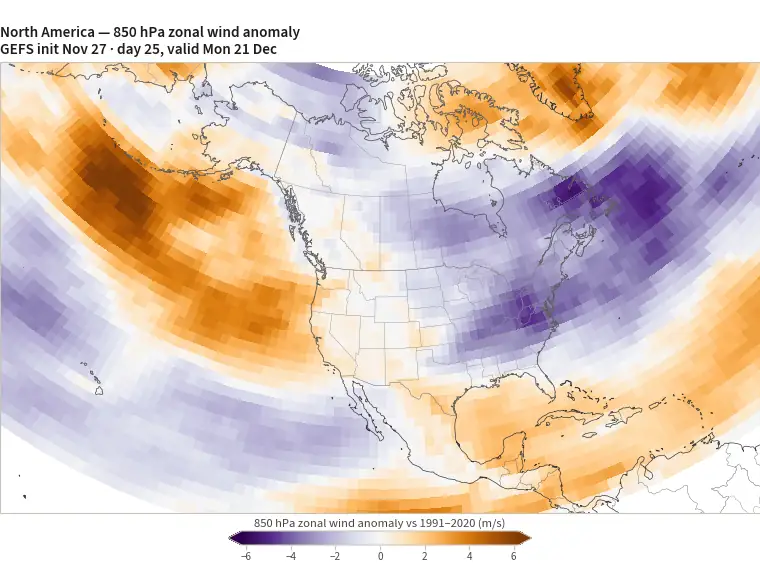 North America — 850 hPa zonal wind anomaly
GEFS init Nov 27 · day 25, valid Mon 21 Dec
850 hPa zonal wind anomaly vs 1991–2020 (m/s)
−6 −4 −2 0 2 4 6